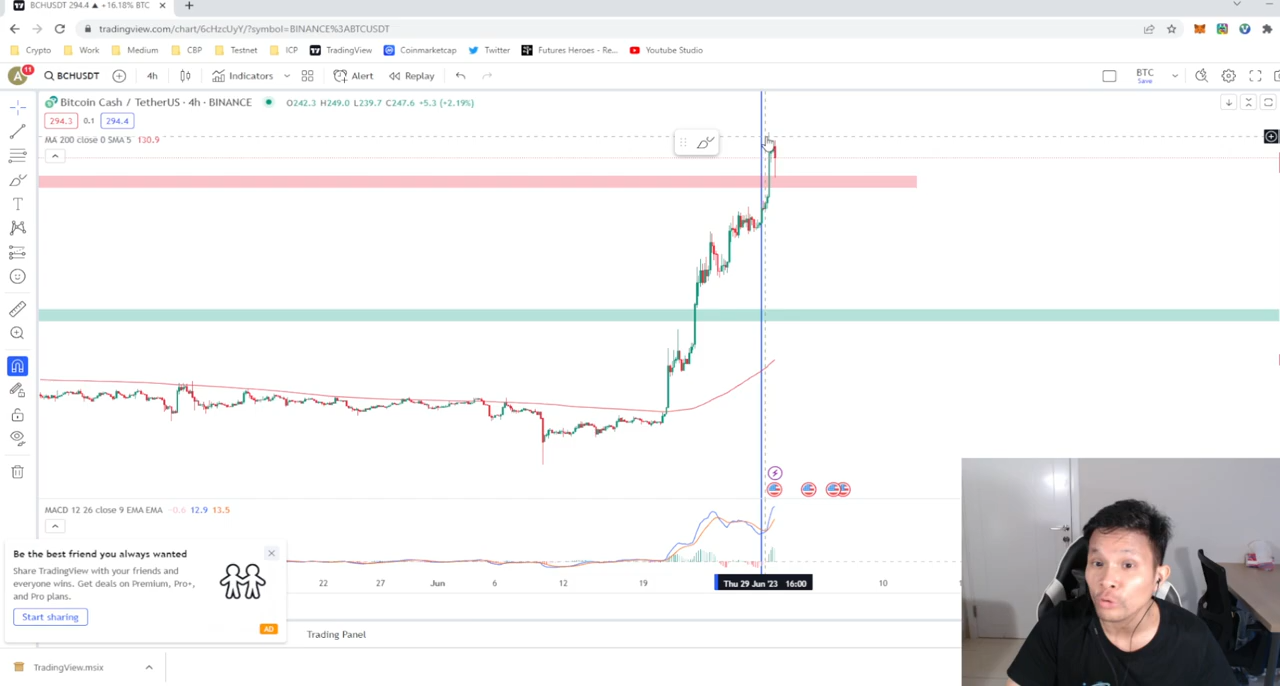 BCHUSDT 294.4 ▲ +16.18% BTC
tradingview.com/chart/6cHzcUyY/?symbol=BINANCE%3ABTCUSDT
Crypto Work Medium CBP Testnet ICP TradingView Coinmarketcap Twitter Futures Heroes - Re... Youtube Studio
A 11 BCHUSDT 4h Indicators Alert Replay BTC
Save
Bitcoin Cash / TetherUS · 4h · BINANCE O242.3 H249.0 L239.7 C247.6 +5.3 (+2.19%)
294.3 0.1 294.4
MA 200 close 0 SMA 5 130.9
MACD 12 26 close 9 EMA EMA -0.6 12.9 13.5
Be the best friend you always wanted
Share TradingView with your friends and
everyone wins. Get deals on Premium, Pro+,
and Pro plans.
Start sharing
AD
22 27 Jun 6 12 19 Thu 29 Jun '23 16:00 10
Trading Panel
TradingView.msix